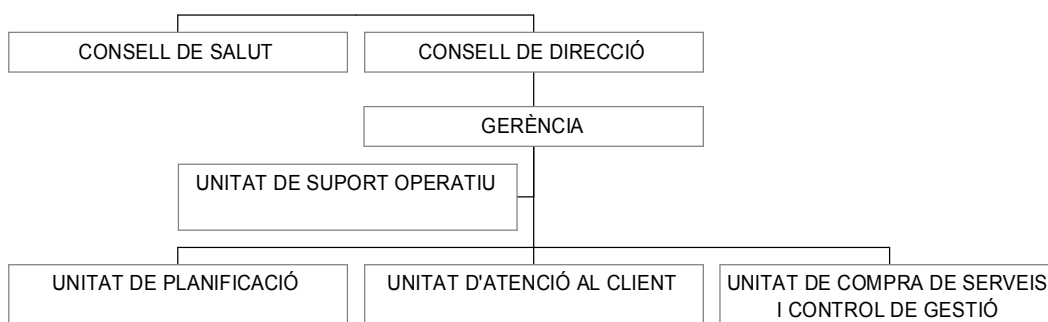 CONSELL DE SALUT
CONSELL DE DIRECCIÓ
GERÈNCIA
UNITAT DE SUPORT OPERATIU
UNITAT DE PLANIFICACIÓ
UNITAT D'ATENCIÓ AL CLIENT
UNITAT DE COMPRA DE SERVEIS
I CONTROL DE GESTIÓ